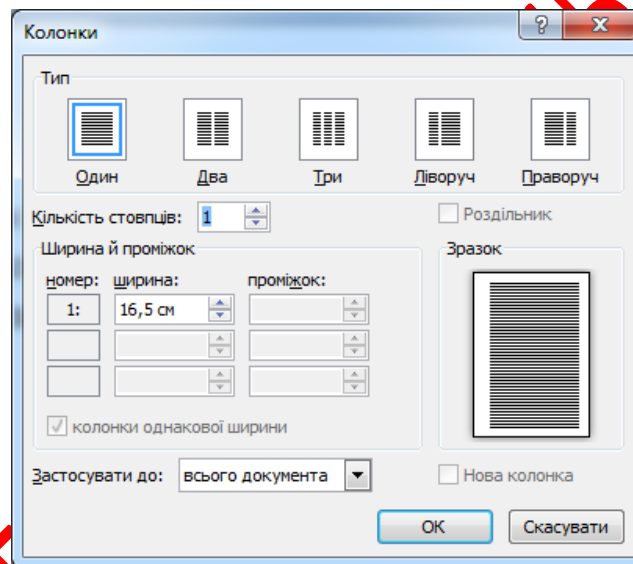 Колонки
Тип
Один Два Три Ліворуч Праворуч
Кількість стовпців: 1 Роздільник
Ширина й проміжок Зразок
номер: ширина: проміжок:
1: 16,5 см
колонки однакової ширини
Застосувати до: всього документа Нова колонка
ОК Скасувати